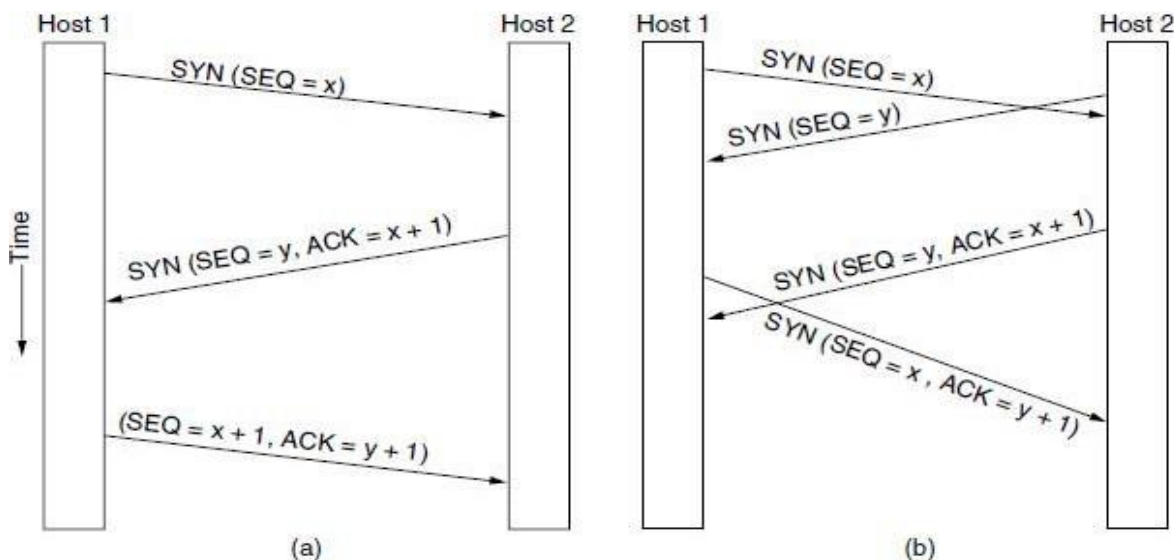 Host 1
Host 2
SYN (SEQ = x)
SYN (SEQ = y, ACK = x + 1)
(SEQ = x + 1, ACK = y + 1)
Time
(a)
Host 1
Host 2
SYN (SEQ = x)
SYN (SEQ = y)
SYN (SEQ = y, ACK = x + 1)
SYN (SEQ = x , ACK = y + 1)
(b)